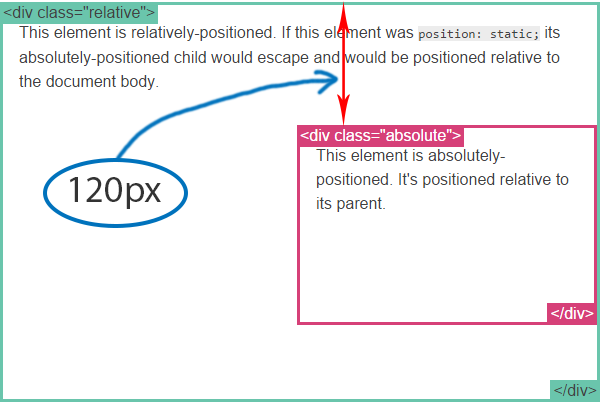 <div class="relative">
This element is relatively-positioned. If this element was position: static; its
absolutely-positioned child would escape and would be positioned relative to
the document body.
<div class="absolute">
This element is absolutely-
positioned. It's positioned relative to
its parent.
120px
</div>
</div>